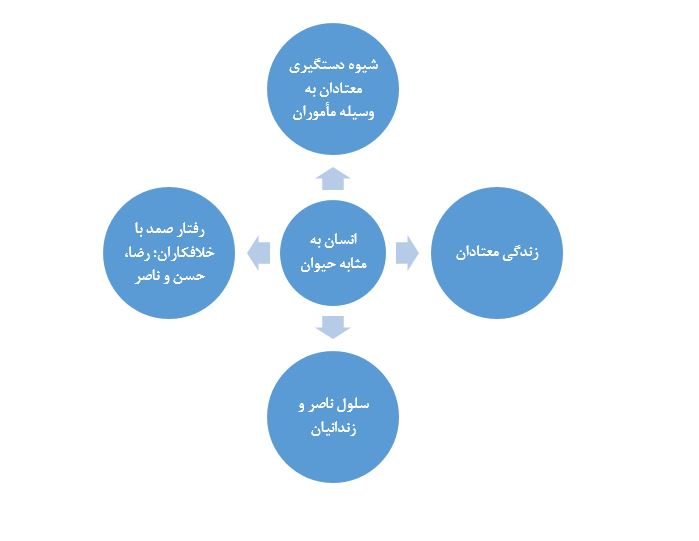 شیوه دستگیری
معتادان به
وسیله مأموران
زندگی معتادان
انسان به
مثابه حیوان
رفتار صمد با
خلافکاران: رضا،
حسن و ناصر
سلول ناصر و
زندانیان